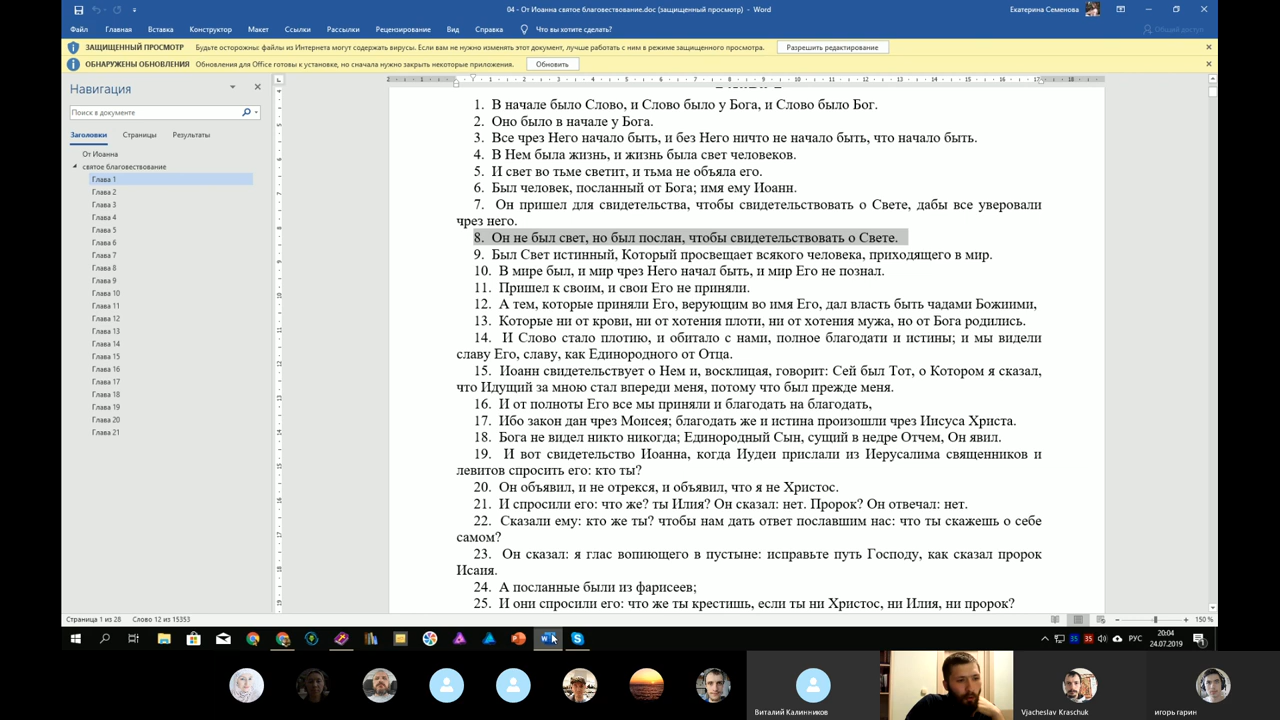 04 - От Иоанна святое благовествование.doc (защищенный просмотр) - Word
Екатерина Семенова
Файл Главная Вставка Конструктор Макет Ссылки Рассылки Рецензирование Вид Справка Что вы хотите сделать? Общий доступ
ЗАЩИЩЕННЫЙ ПРОСМОТР Будьте осторожны: файлы из Интернета могут содержать вирусы. Если вам не нужно изменять этот документ, лучше работать с ним в режиме защищенного просмотра. Разрешить редактирование
ОБНАРУЖЕНЫ ОБНОВЛЕНИЯ Обновления для Office готовы к установке, но сначала нужно закрыть некоторые приложения. Обновить
Навигация
Поиск в документе
Заголовки Страницы Результаты
От Иоанна
святое благовествование
Глава 1
Глава 2
Глава 3
Глава 4
Глава 5
Глава 6
Глава 7
Глава 8
Глава 9
Глава 10
Глава 11
Глава 12
Глава 13
Глава 14
Глава 15
Глава 16
Глава 17
Глава 18
Глава 19
Глава 20
Глава 21
2 1 1 2 3 4 5 6 7 8 9 10 11 12 13 14 15 16 17 18
1. В начале было Слово, и Слово было у Бога, и Слово было Бог.
2. Оно было в начале у Бога.
3. Все чрез Него начало быть, и без Него ничто не начало быть, что начало быть.
4. В Нем была жизнь, и жизнь была свет человеков.
5. И свет во тьме светит, и тьма не объяла его.
6. Был человек, посланный от Бога; имя ему Иоанн.
7. Он пришел для свидетельства, чтобы свидетельствовать о Свете, дабы все уверовали
чрез него.
8. Он не был свет, но был послан, чтобы свидетельствовать о Свете.
9. Был Свет истинный, Который просвещает всякого человека, приходящего в мир.
10. В мире был, и мир чрез Него начал быть, и мир Его не познал.
11. Пришел к своим, и свои Его не приняли.
12. А тем, которые приняли Его, верующим во имя Его, дал власть быть чадами Божиими,
13. Которые ни от крови, ни от хотения плоти, ни от хотения мужа, но от Бога родились.
14. И Слово стало плотию, и обитало с нами, полное благодати и истины; и мы видели
славу Его, славу, как Единородного от Отца.
15. Иоанн свидетельствует о Нем и, восклицая, говорит: Сей был Тот, о Котором я сказал,
что Идущий за мною стал впереди меня, потому что был прежде меня.
16. И от полноты Его все мы приняли и благодать на благодать,
17. Ибо закон дан чрез Моисея; благодать же и истина произошли чрез Иисуса Христа.
18. Бога не видел никто никогда; Единородный Сын, сущий в недре Отчем, Он явил.
19. И вот свидетельство Иоанна, когда Иудеи прислали из Иерусалима священников и
левитов спросить его: кто ты?
20. Он объявил, и не отрекся, и объявил, что я не Христос.
21. И спросили его: что же? ты Илия? Он сказал: нет. Пророк? Он отвечал: нет.
22. Сказали ему: кто же ты? чтобы нам дать ответ пославшим нас: что ты скажешь о себе
самом?
23. Он сказал: я глас вопиющего в пустыне: исправьте путь Господу, как сказал пророк
Исаия.
24. А посланные были из фарисеев;
25. И они спросили его: что же ты крестишь, если ты ни Христос, ни Илия, ни пророк?
Страница 1 из 28 Слово 12 из 15353 150 %
РУС 20:04
24.07.2019
Виталий Калинников Vjacheslav Kraschuk игорь гарин